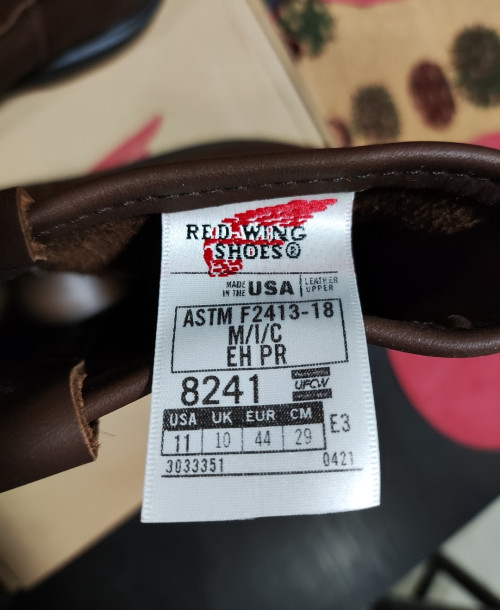 RED WING
SHOES®
MADE IN THE USA LEATHER UPPER
ASTM F2413-18
M/I/C
EH PR
8241 UFCW
USA UK EUR CM
11 10 44 29 E3
3033351 0421